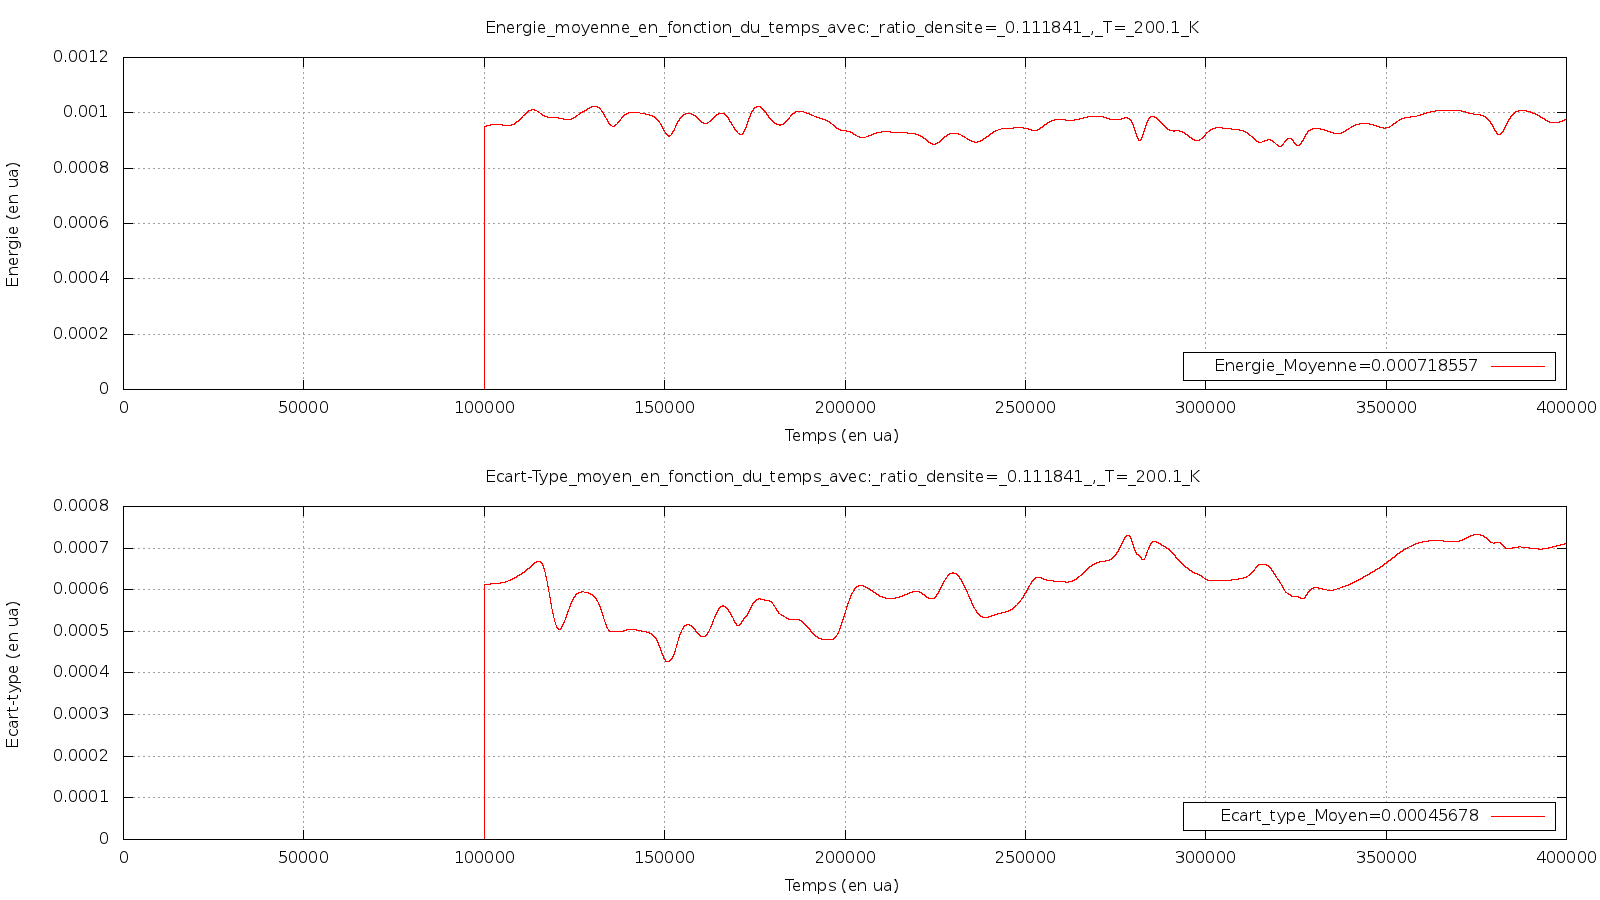 Energie_moyenne_en_fonction_du_temps_avec:_ratio_densite=_0.111841_,_T=_200.1_K
0.0012
0.001
0.0008
0.0006
0.0004
0.0002
0
Energie (en ua)
Energie_Moyenne=0.000718557
0 50000 100000 150000 200000 250000 300000 350000 400000
Temps (en ua)
Ecart-Type_moyen_en_fonction_du_temps_avec:_ratio_densite=_0.111841_,_T=_200.1_K
0.0008
0.0007
0.0006
0.0005
0.0004
0.0003
0.0002
0.0001
0
Ecart-type (en ua)
Ecart_type_Moyen=0.00045678
0 50000 100000 150000 200000 250000 300000 350000 400000
Temps (en ua)